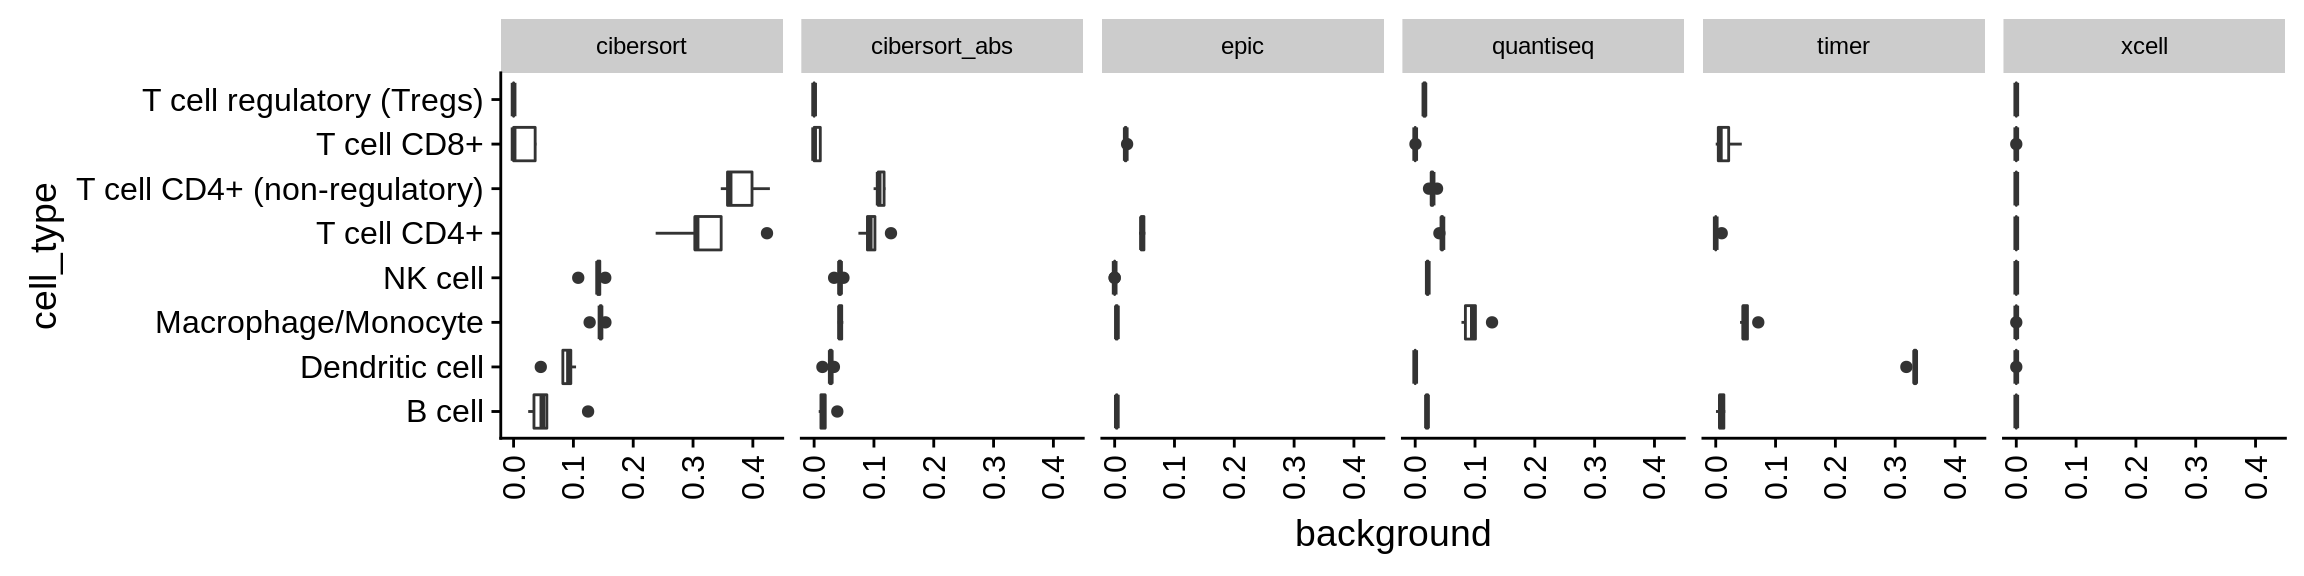 cibersort
cibersort_abs
epic
quantiseq
timer
xcell
cell_type
T cell regulatory (Tregs)
T cell CD8+
T cell CD4+ (non-regulatory)
T cell CD4+
NK cell
Macrophage/Monocyte
Dendritic cell
B cell
0.0 0.1 0.2 0.3 0.4
0.0 0.1 0.2 0.3 0.4
0.0 0.1 0.2 0.3 0.4
0.0 0.1 0.2 0.3 0.4
0.0 0.1 0.2 0.3 0.4
0.0 0.1 0.2 0.3 0.4
background